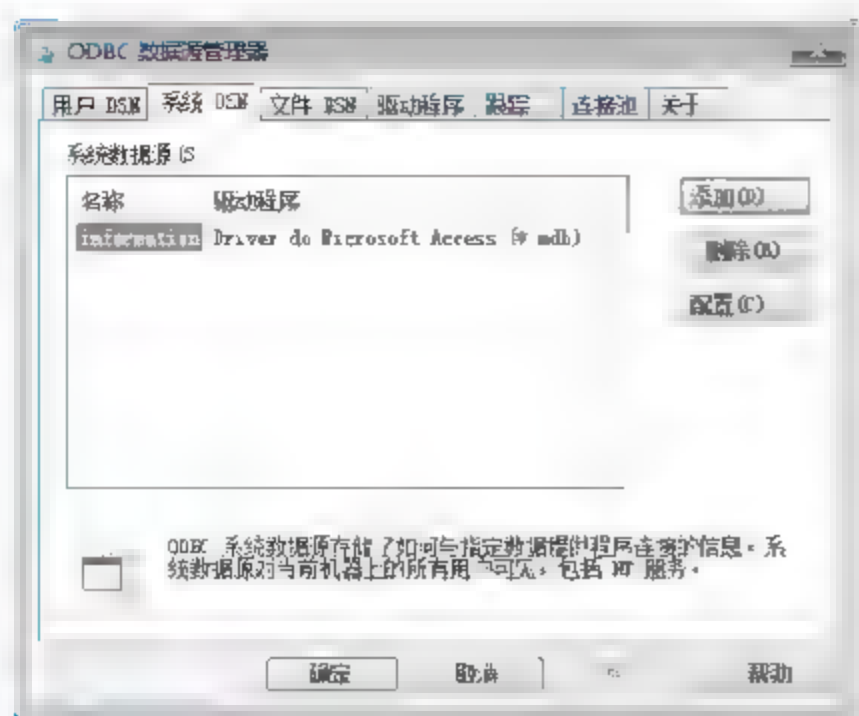 ODBC 数据源管理器
用户 DSN 系统 DSN 文件 DSN 驱动程序 跟踪 连接池 关于
系统数据源(S
名称 驱动程序
information Driver do Microsoft Access (* mdb)
添加(D)
删除(R)
配置(C)
ODBC 系统数据源存储了如何与指定数据提供程序连接的信息。系
统数据源对当前机器上的所有用户可见,包括 NT 服务。
确定 取消 帮助